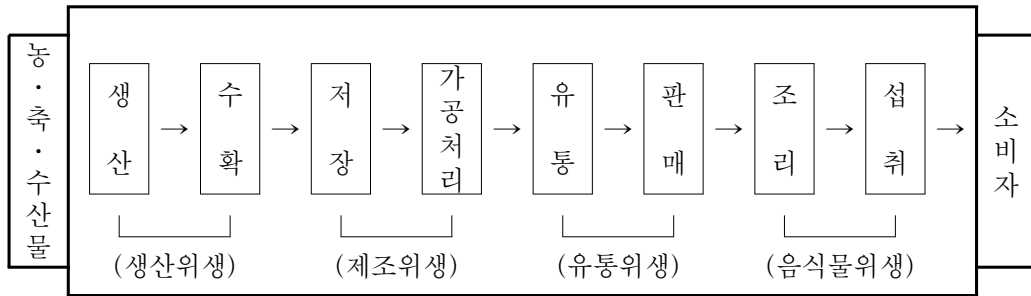 농·축·수산물
생산 → 수확 → 저장 → 가공처리 → 유통 → 판매 → 조리 → 섭취 →
소비자
(생산위생) (제조위생) (유통위생) (음식물위생)